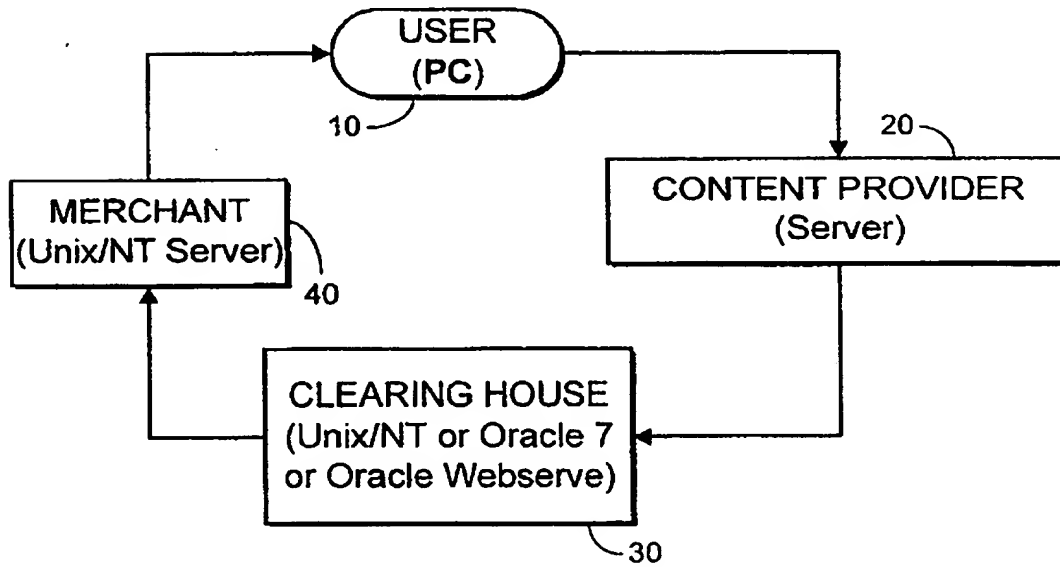 USER
(PC)
10
20
CONTENT PROVIDER
(Server)
MERCHANT
(Unix/NT Server)
40
CLEARING HOUSE
(Unix/NT or Oracle 7
or Oracle Webserve)
30